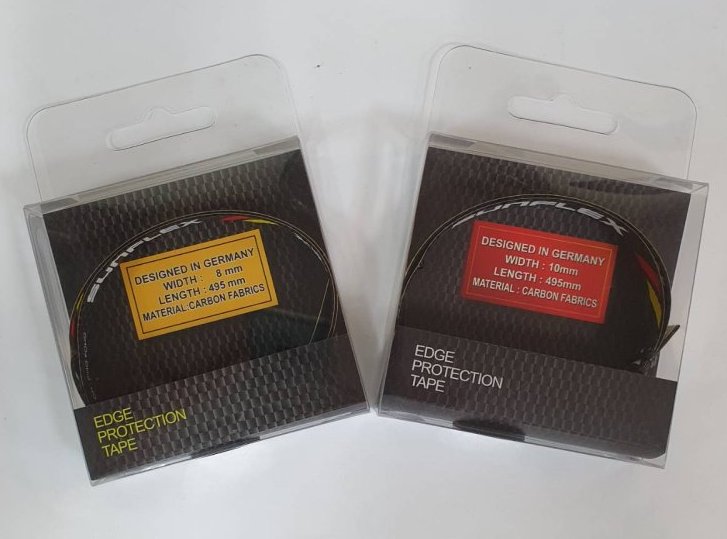 SUNFLEX
DESIGNED IN GERMANY
WIDTH : 8 mm
LENGTH : 495 mm
MATERIAL:CARBON FABRICS
EDGE
PROTECTION
TAPE
SUNFLEX
DESIGNED IN GERMANY
WIDTH : 10mm
LENGTH : 495mm
MATERIAL : CARBON FABRICS
EDGE
PROTECTION
TAPE